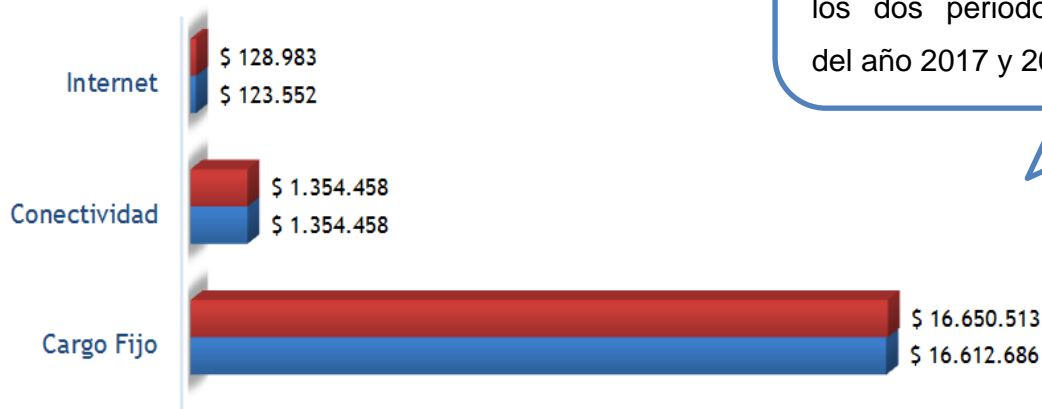 los dos periodo
del año 2017 y 20
Internet
$ 128.983
$ 123.552
Conectividad
$ 1.354.458
$ 1.354.458
Cargo Fijo
$ 16.650.513
$ 16.612.686